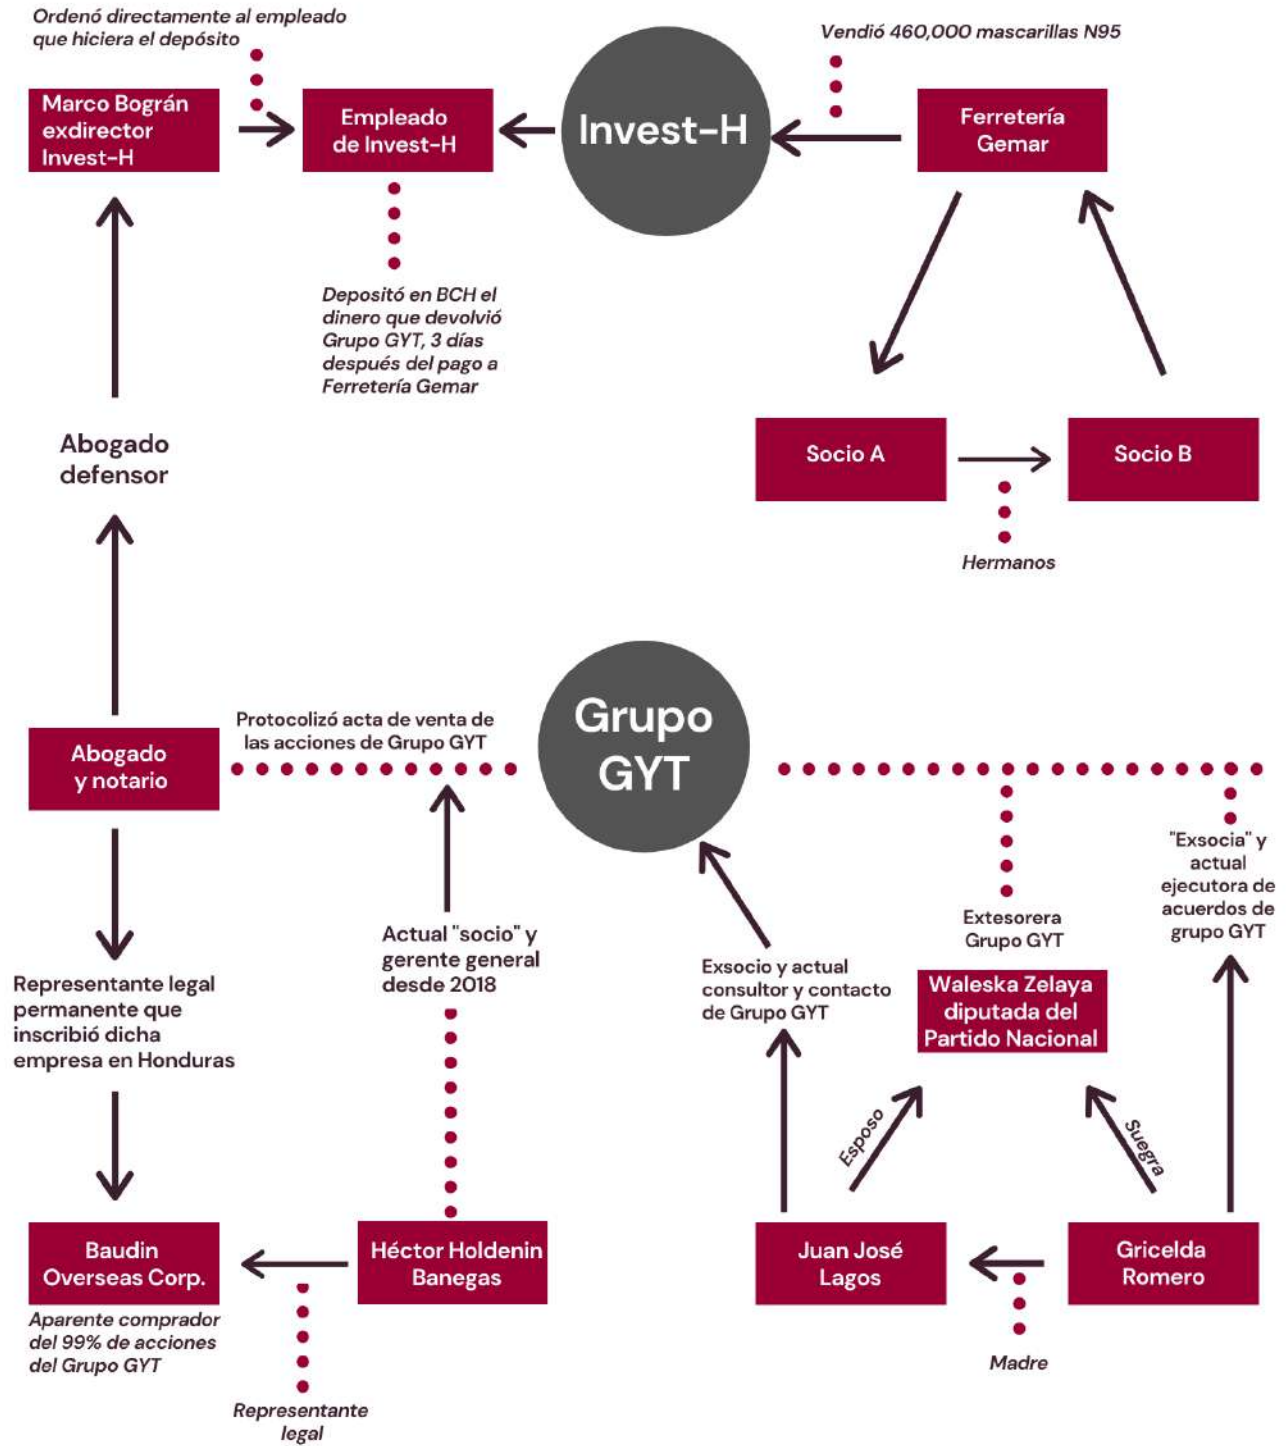 Ordenó directamente al empleado
que hiciera el depósito
Vendió 460,000 mascarillas N95
Marco Bográn
exdirector
Invest-H
Empleado
de Invest-H
Invest-H
Ferretería
Gemar
Depositó en BCH el
dinero que devolvió
Grupo GYT, 3 días
después del pago a
Ferretería Gemar
Abogado
defensor
Socio A
Socio B
Hermanos
Grupo
GYT
Protocolizó acta de venta de
las acciones de Grupo GYT
Abogado
y notario
"Exsocia" y
actual
ejecutora de
acuerdos de
grupo GYT
Extesorera
Grupo GYT
Actual "socio" y
gerente general
desde 2018
Exsocio y actual
consultor y contacto
de Grupo GYT
Waleska Zelaya
diputada del
Partido Nacional
Representante legal
permanente que
inscribió dicha
empresa en Honduras
Esposo
Suegra
Baudin
Overseas Corp.
Héctor Holdenin
Banegas
Juan José
Lagos
Gricelda
Romero
Aparente comprador
del 99% de acciones
del Grupo GYT
Madre
Representante
legal